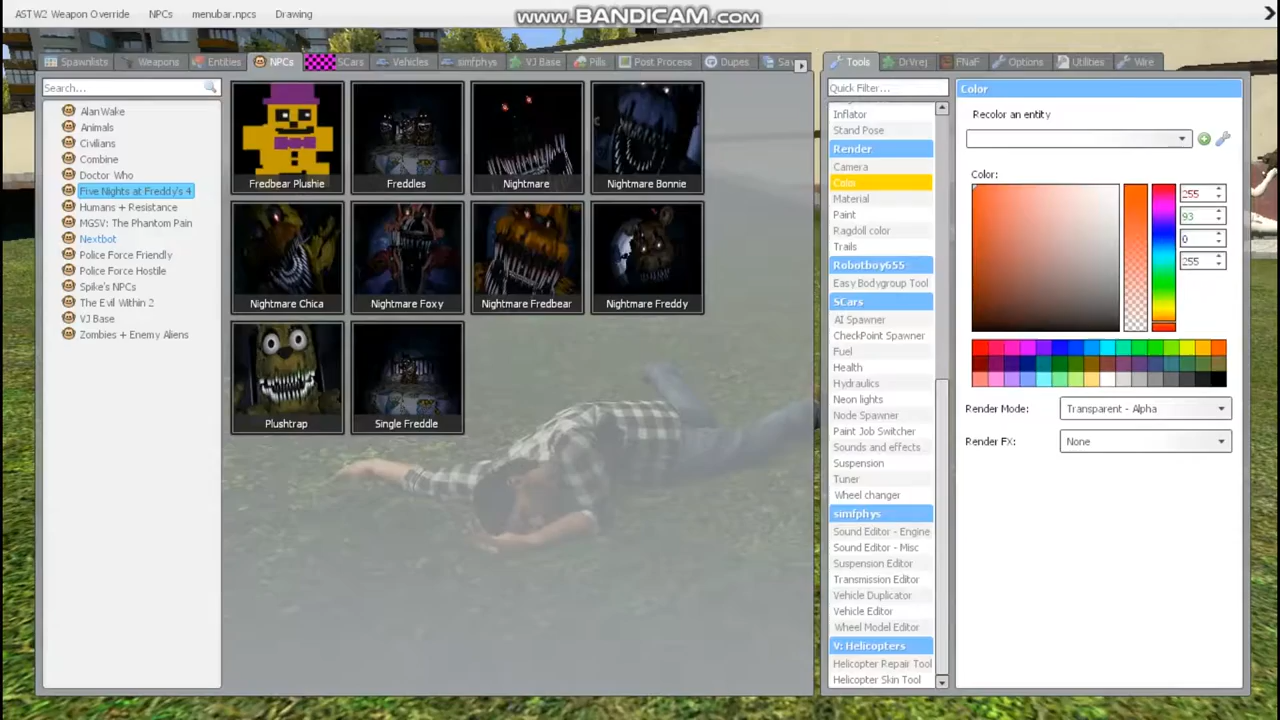 ASTW2 Weapon Override NPCs menubar.npcs Drawing
www.BANDICAM.com
Spawnlists Weapons Entities NPCs SCars Vehicles simfphys VJ Base Pills Post Process Dupes
Search...
Alan Wake
Animals
Civilians
Combine
Doctor Who
Five Nights at Freddy's 4
Humans + Resistance
MGSV: The Phantom Pain
Nextbot
Police Force Friendly
Police Force Hostile
Spike's NPCs
The Evil Within 2
VJ Base
Zombies + Enemy Aliens
Fredbear Plushie Freddles Nightmare Nightmare Bonnie
Nightmare Chica Nightmare Foxy Nightmare Fredbear Nightmare Freddy
Plushtrap Single Freddle
Tools DrVrej FNaF Options Utilities Wire
Quick Filter...
Inflator
Stand Pose
Render
Camera
Color
Material
Paint
Ragdoll color
Trails
Robotboy655
Easy Bodygroup Tool
SCars
AI Spawner
CheckPoint Spawner
Fuel
Health
Hydraulics
Neon lights
Node Spawner
Paint Job Switcher
Sounds and effects
Suspension
Tuner
Wheel changer
simfphys
Sound Editor - Engine
Sound Editor - Misc
Suspension Editor
Transmission Editor
Vehicle Duplicator
Vehicle Editor
Wheel Model Editor
V: Helicopters
Helicopter Repair Tool
Helicopter Skin Tool
Color
Recolor an entity
Color:
255
93
0
255
Render Mode: Transparent - Alpha
Render FX: None